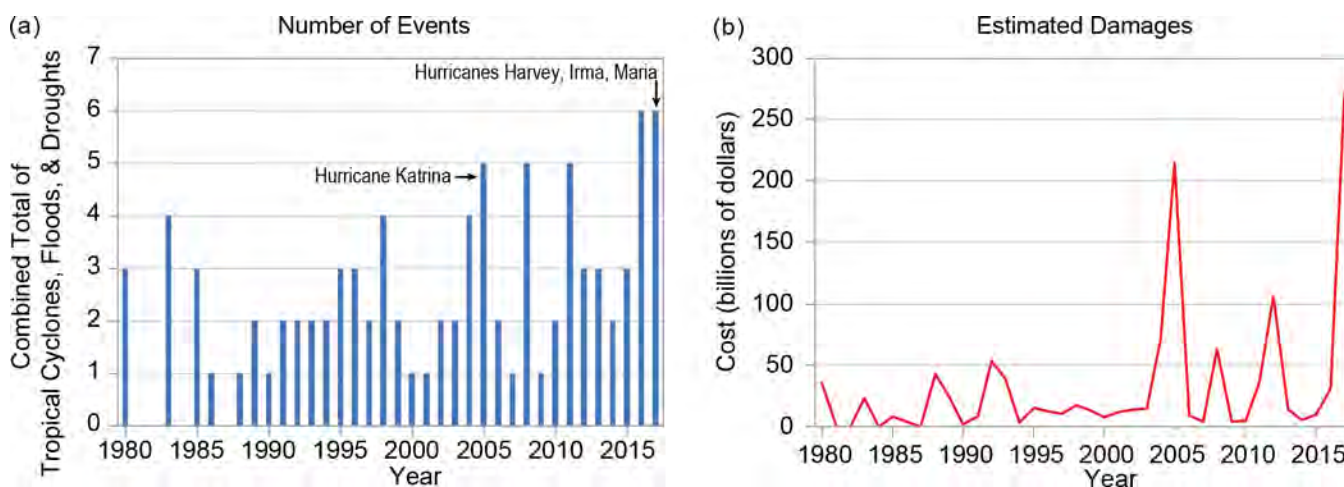 (a)
Number of Events
Combined Total of
Tropical Cyclones, Floods, & Droughts
7
6
5
4
3
2
1
0
Hurricanes Harvey, Irma, Maria
Hurricane Katrina
1980 1985 1990 1995 2000 2005 2010 2015
Year
(b)
Estimated Damages
Cost (billions of dollars)
300
250
200
150
100
50
0
1980 1985 1990 1995 2000 2005 2010 2015
Year